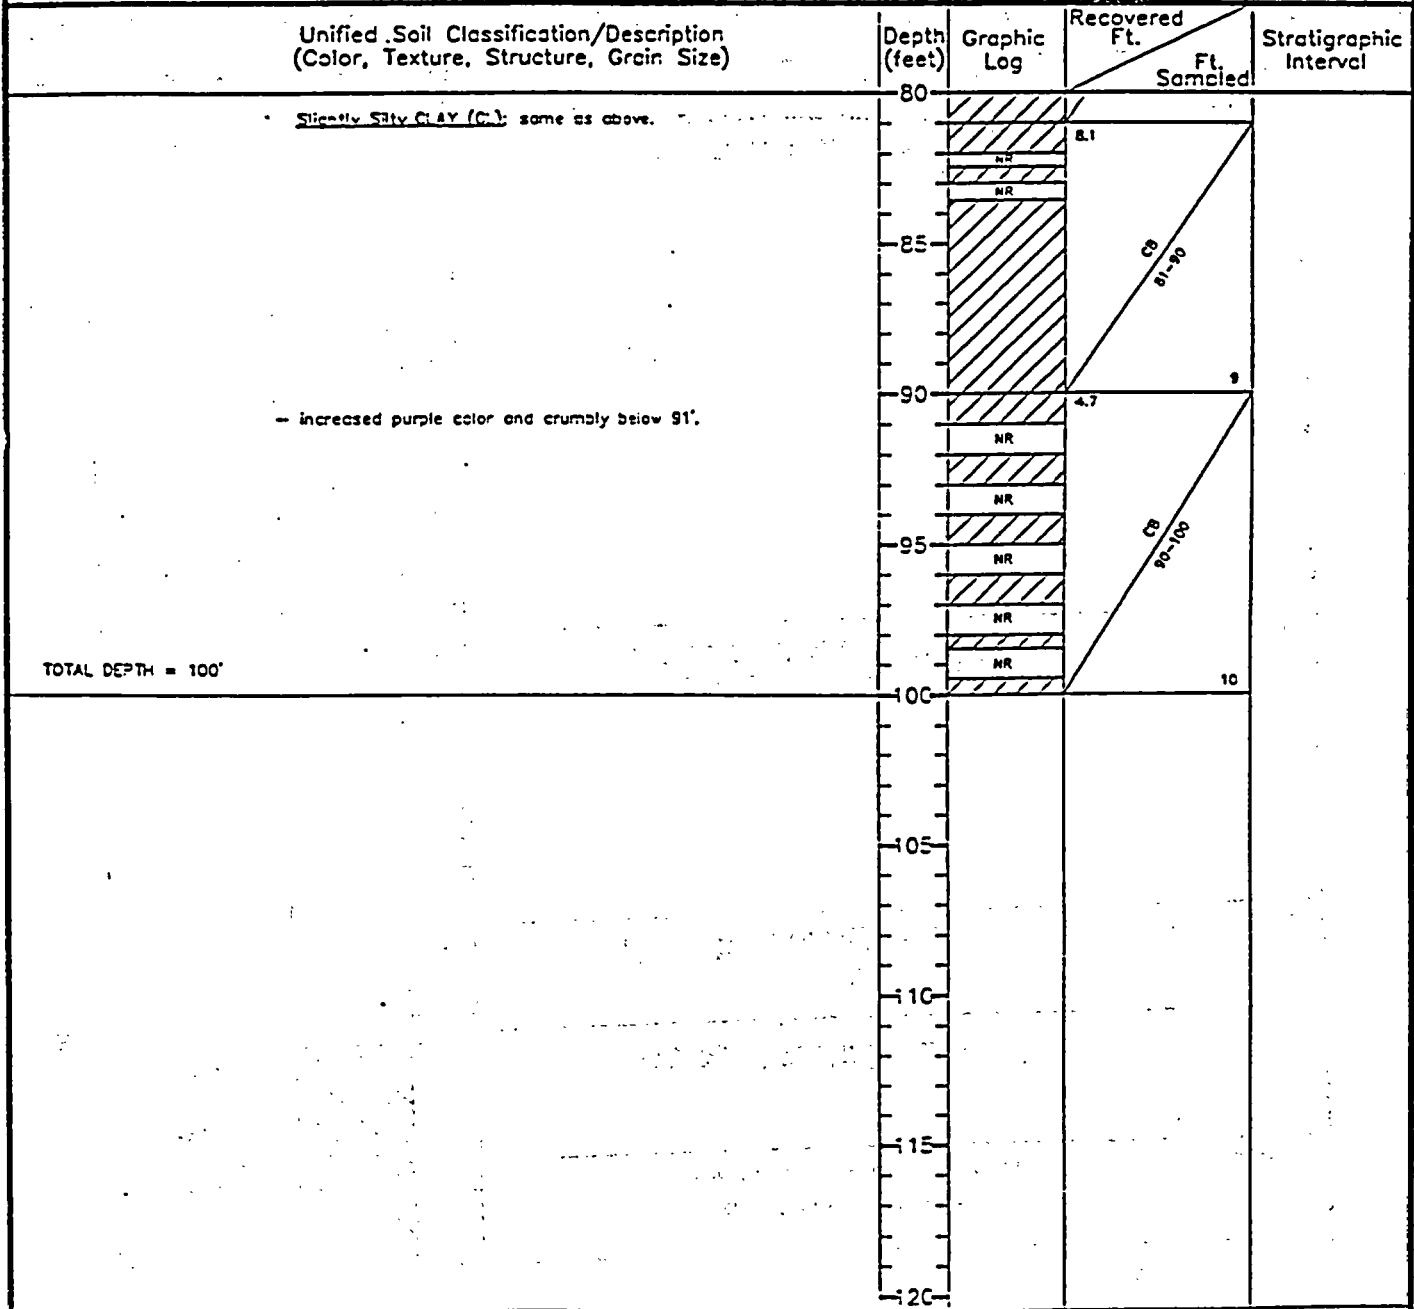 Unified Soil Classification/Description
(Color, Texture, Structure, Grain Size)
Depth
(feet)
Graphic
Log
Recovered
Ft.
Ft.
Sampled
Stratigraphic
Interval
80
Slightly Silty CLAY (CL): same as above.
8.1
NR
NR
85
CB
81-90
9
90
4.7
- increased purple color and crumbly below 91'.
NR
NR
95
CB
90-100
NR
NR
NR
TOTAL DEPTH = 100'
10
100
105
110
115
120